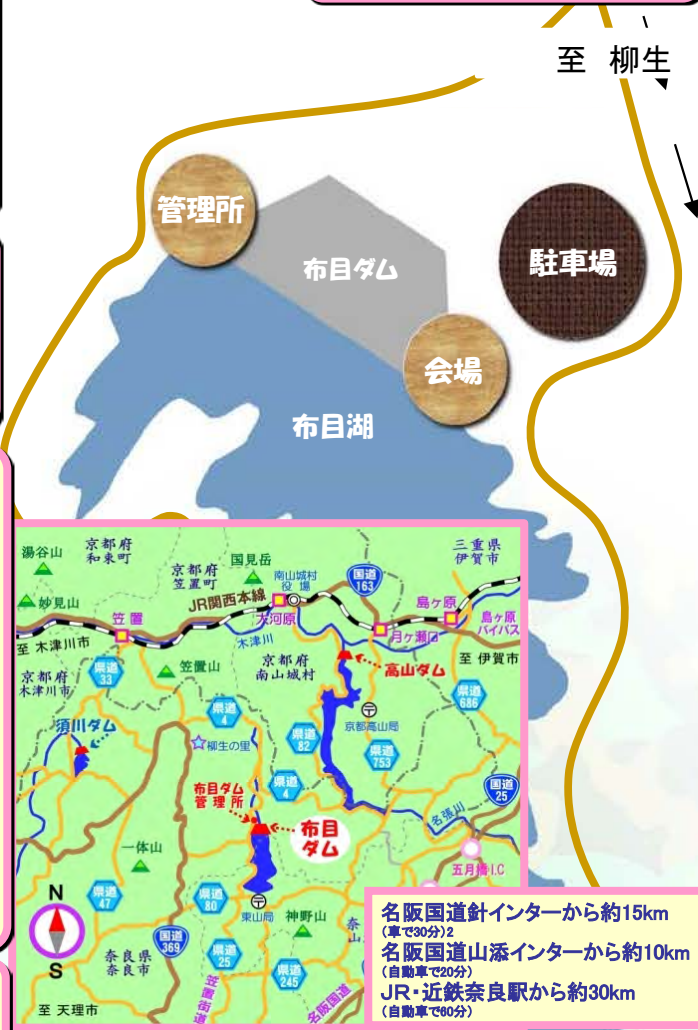 至 柳生
管理所
布目ダム
駐車場
会場
布目湖
湯谷山
京都府
和束町
京都府
笠置町
国見岳
南山城村
役場
国道
163
三重県
伊賀市
妙見山
笠置
JR関西本線
大河原
島ヶ原
島ヶ原
バイパス
月ヶ瀬口
至 木津川市
木津川
至 伊賀市
京都府
木津川市
県道
33
笠置山
京都府
南山城村
高山ダム
県道
686
須川ダム
県道
4
柳生の里
県道
82
京都高山局
県道
753
県道
4
国道
25
布目ダム
管理所
布目
ダム
名張川
一体山
五月橋I.C
N
S
県道
47
県道
80
東山局
神野山
奈
山
奈良県
奈良市
国道
369
県道
25
県道
245
笠置街道
名阪国道
至 天理市
名阪国道針インターから約15km
(車で30分)2
名阪国道山添インターから約10km
(自動車で20分)
JR・近鉄奈良駅から約30km
(自動車で60分)